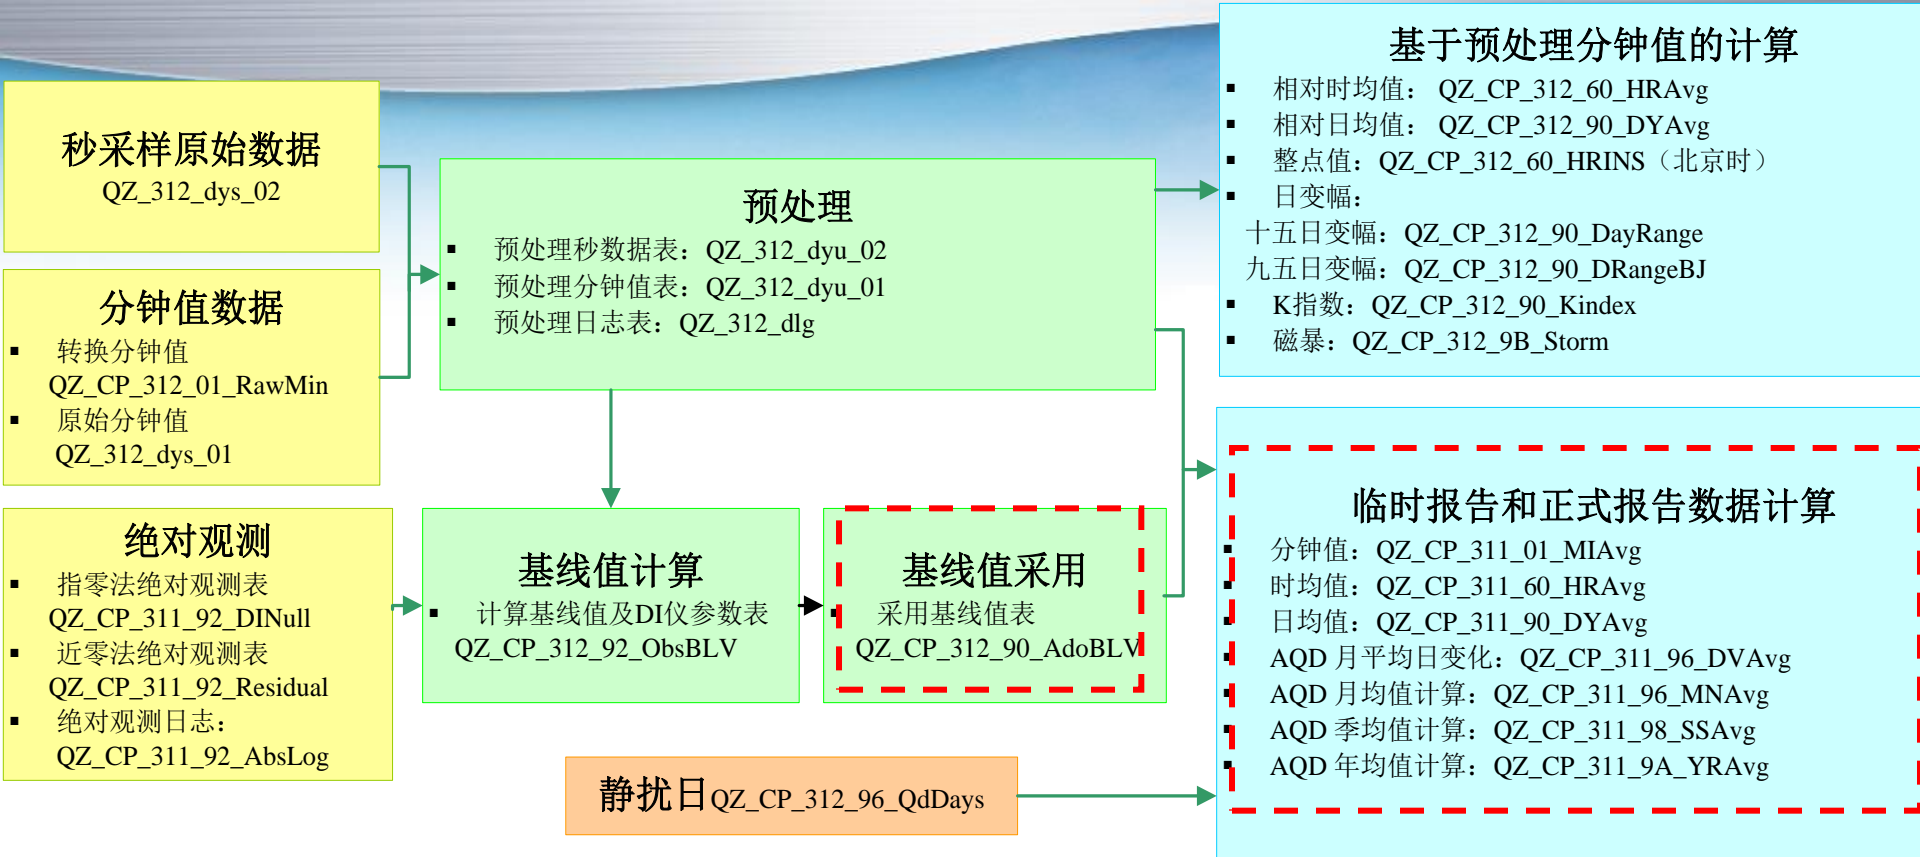 秒采样原始数据
QZ_312_dys_02
分钟值数据
▪ 转换分钟值
QZ_CP_312_01_RawMin
▪ 原始分钟值
QZ_312_dys_01
绝对观测
▪ 指零法绝对观测表
QZ_CP_311_92_DINull
▪ 近零法绝对观测表
QZ_CP_311_92_Residual
▪ 绝对观测日志：
QZ_CP_311_92_AbsLog
预处理
▪ 预处理秒数据表：QZ_312_dyu_02
▪ 预处理分钟值表：QZ_312_dyu_01
▪ 预处理日志表：QZ_312_dlg
基线值计算
▪ 计算基线值及DI仪参数表
QZ_CP_312_92_ObsBLV
基线值采用
▪ 采用基线值表
QZ_CP_312_90_AdoBLV
静扰日QZ_CP_312_96_QdDays
基于预处理分钟值的计算
▪ 相对时均值： QZ_CP_312_60_HRAvg
▪ 相对日均值： QZ_CP_312_90_DYAvg
▪ 整点值：QZ_CP_312_60_HRINS（北京时）
▪ 日变幅：
十五日变幅：QZ_CP_312_90_DayRange
九五日变幅：QZ_CP_312_90_DRangeBJ
▪ K指数：QZ_CP_312_90_Kindex
▪ 磁暴：QZ_CP_312_9B_Storm
临时报告和正式报告数据计算
▪ 分钟值：QZ_CP_311_01_MIAvg
▪ 时均值：QZ_CP_311_60_HRAvg
▪ 日均值：QZ_CP_311_90_DYAvg
▪ AQD 月平均日变化：QZ_CP_311_96_DVAvg
▪ AQD 月均值计算：QZ_CP_311_96_MNAvg
▪ AQD 季均值计算：QZ_CP_311_98_SSAvg
▪ AQD 年均值计算：QZ_CP_311_9A_YRAvg